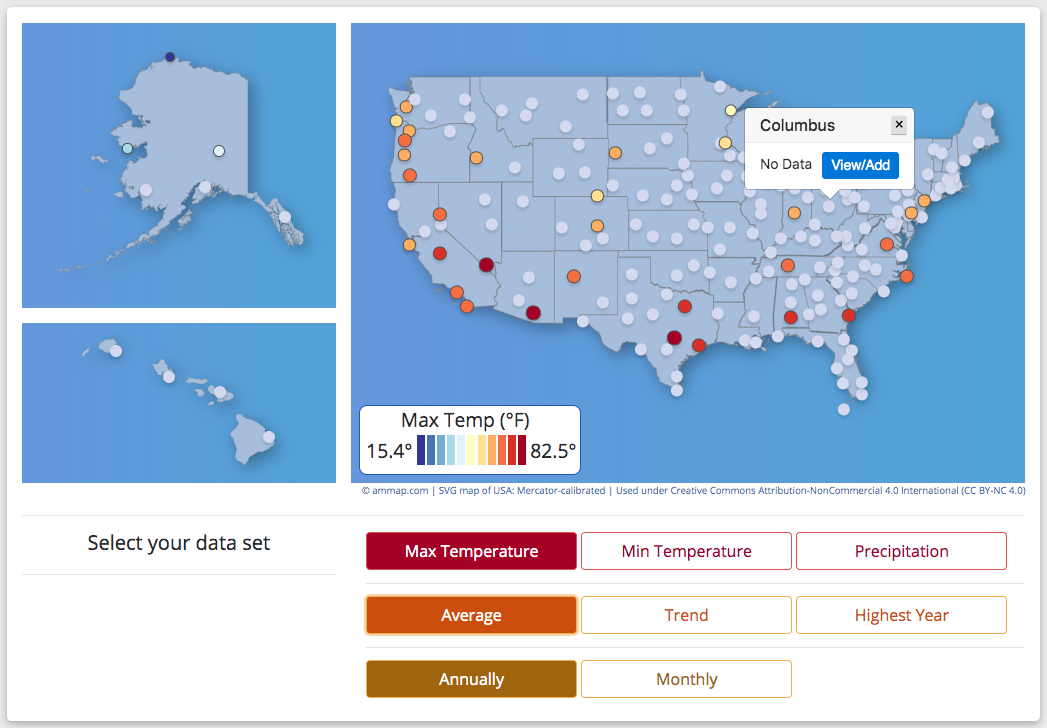 Columbus ×
No Data View/Add
Max Temp (°F)
15.4° 82.5°
© ammap.com | SVG map of USA: Mercator-calibrated | Used under Creative Commons Attribution-NonCommercial 4.0 International (CC BY-NC 4.0)
Select your data set
Max Temperature Min Temperature Precipitation
Average Trend Highest Year
Annually Monthly